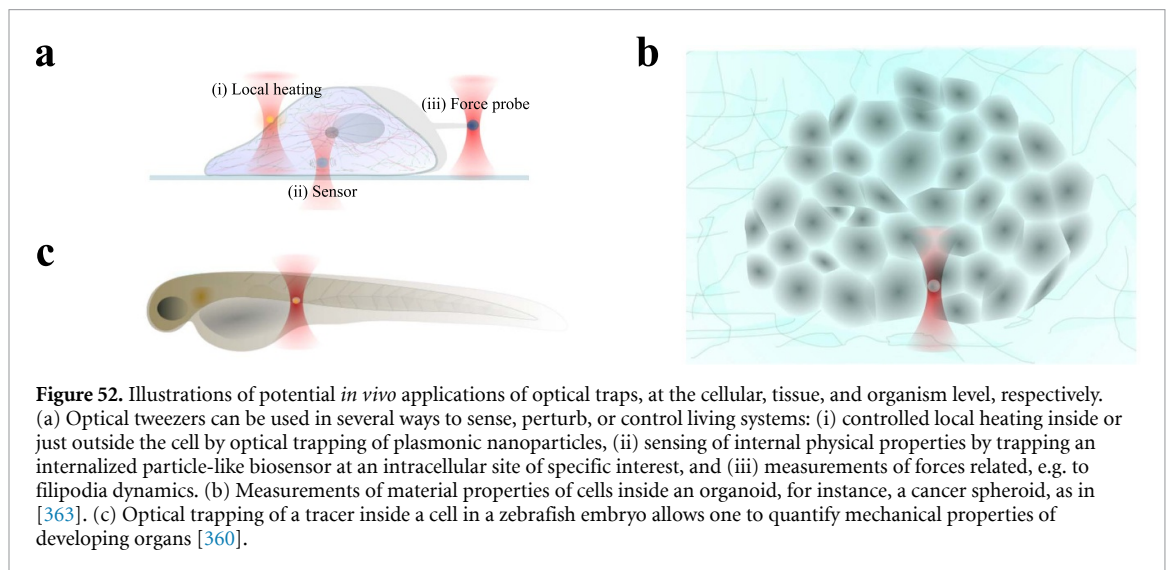 a
b
(i) Local heating
(iii) Force probe
(ii) Sensor
c
Figure 52. Illustrations of potential in vivo applications of optical traps, at the cellular, tissue, and organism level, respectively.
(a) Optical tweezers can be used in several ways to sense, perturb, or control living systems: (i) controlled local heating inside or
just outside the cell by optical trapping of plasmonic nanoparticles, (ii) sensing of internal physical properties by trapping an
internalized particle-like biosensor at an intracellular site of specific interest, and (iii) measurements of forces related, e.g. to
filipodia dynamics. (b) Measurements of material properties of cells inside an organoid, for instance, a cancer spheroid, as in
[363]. (c) Optical trapping of a tracer inside a cell in a zebrafish embryo allows one to quantify mechanical properties of
developing organs [360].